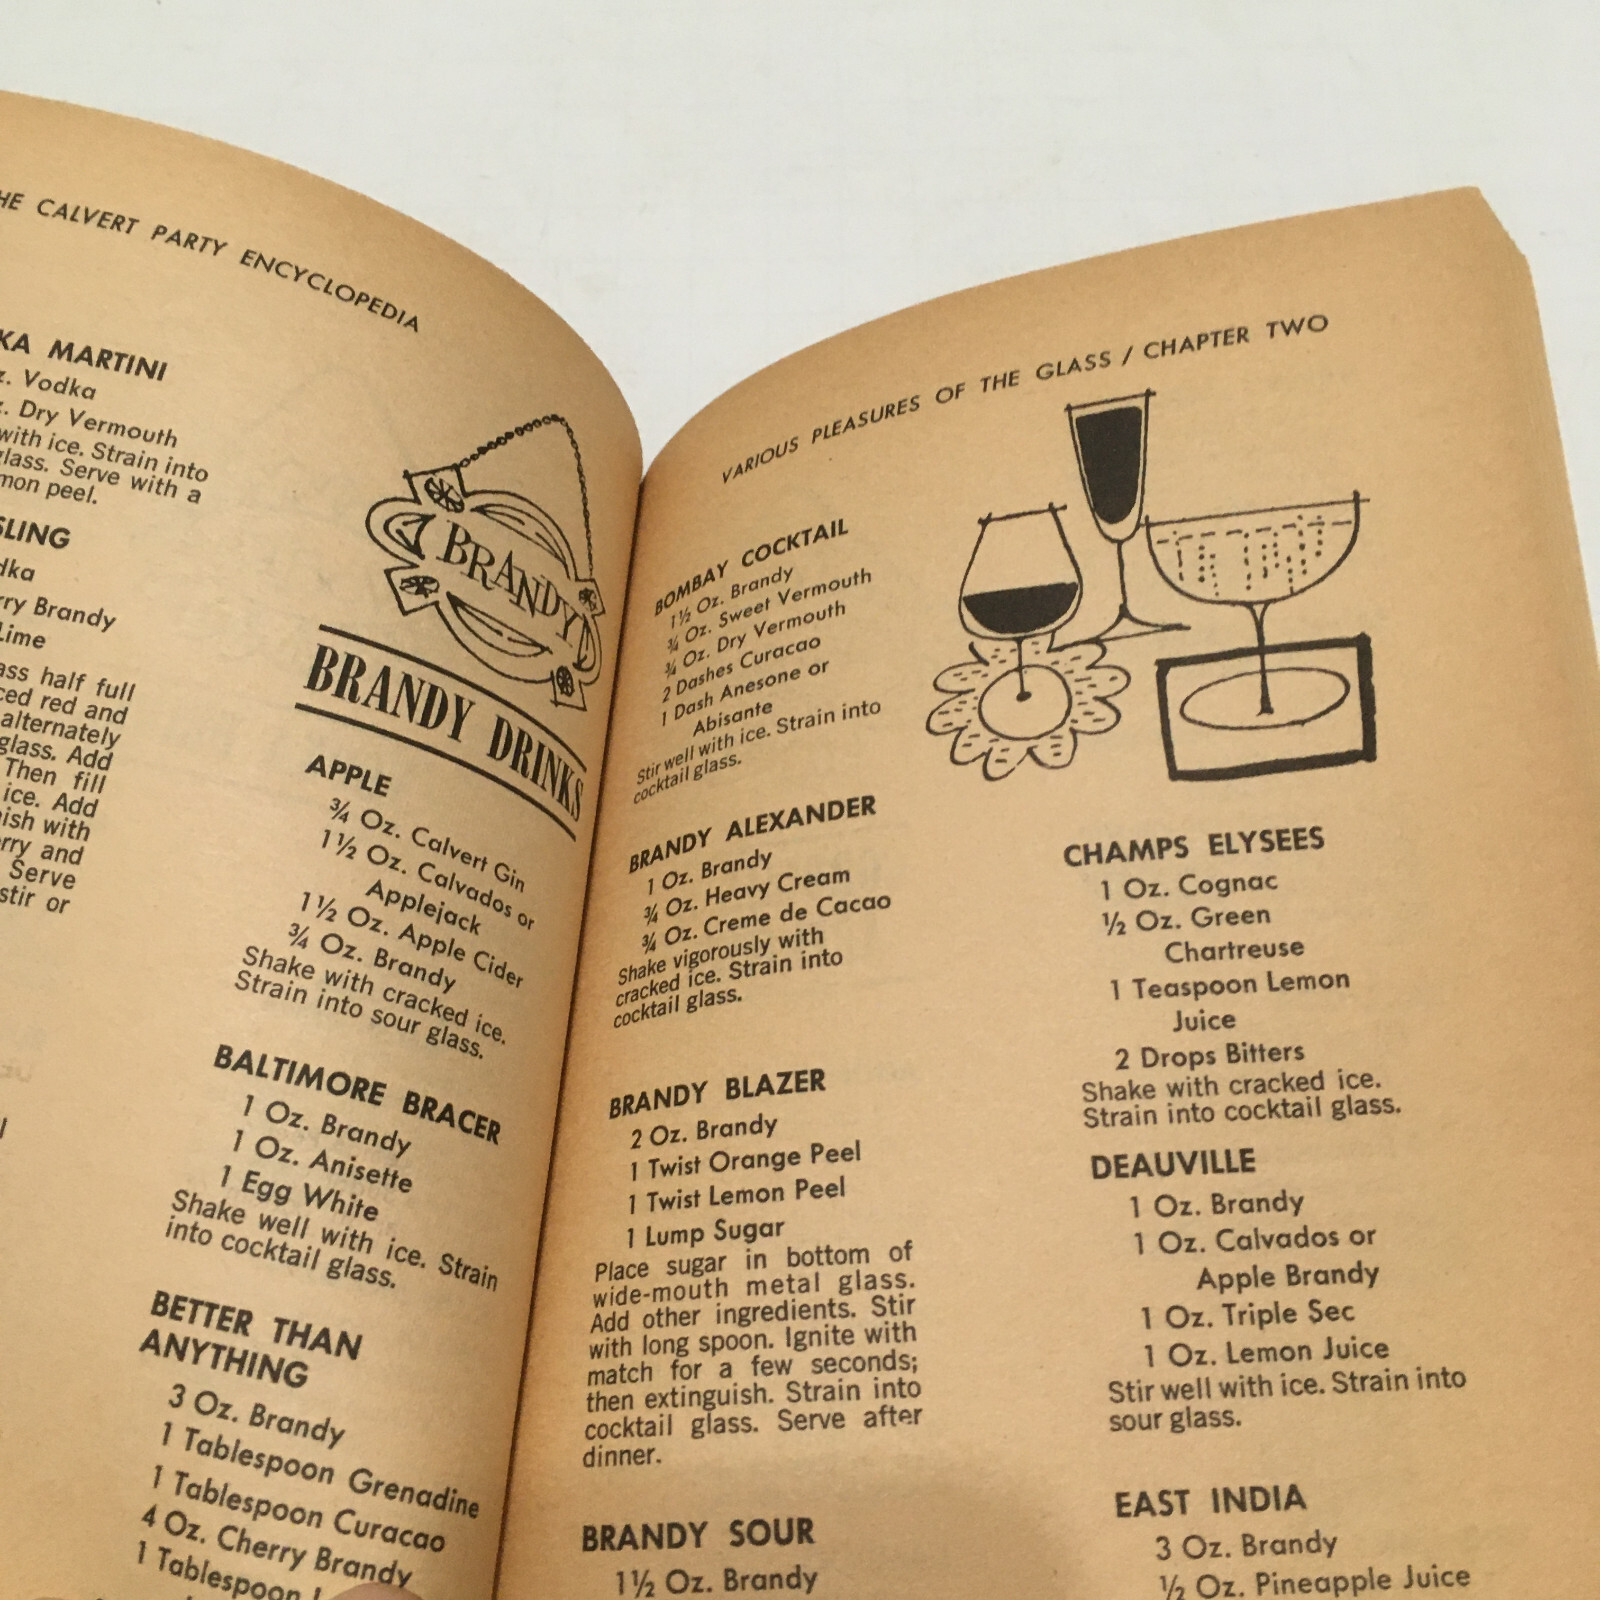 HE CALVERT PARTY ENCYCLOPEDIA
KA MARTINI
z. Vodka
z. Dry Vermouth
with ice. Strain into
glass. Serve with a
mon peel.
SLING
dka
rry Brandy
Lime
ass half full
ced red and
alternately
glass. Add
Then fill
ice. Add
ish with
rry and
Serve
stir or
BRANDY
BRANDY DRINKS
APPLE
¾ Oz. Calvert Gin
1½ Oz. Calvados or
Applejack
1½ Oz. Apple Cider
¾ Oz. Brandy
Shake with cracked ice.
Strain into sour glass.
BALTIMORE BRACER
1 Oz. Brandy
1 Oz. Anisette
1 Egg White
Shake well with ice. Strain
into cocktail glass.
BETTER THAN
ANYTHING
3 Oz. Brandy
1 Tablespoon Grenadine
1 Tablespoon Curacao
4 Oz. Cherry Brandy
1 Tablespoon
VARIOUS PLEASURES OF THE GLASS / CHAPTER TWO
BOMBAY COCKTAIL
1½ Oz. Brandy
¾ Oz. Sweet Vermouth
¾ Oz. Dry Vermouth
2 Dashes Curacao
1 Dash Anesone or
Abisante
Stir well with ice. Strain into
cocktail glass.
BRANDY ALEXANDER
1 Oz. Brandy
¾ Oz. Heavy Cream
¾ Oz. Creme de Cacao
Shake vigorously with
cracked ice. Strain into
cocktail glass.
BRANDY BLAZER
2 Oz. Brandy
1 Twist Orange Peel
1 Twist Lemon Peel
1 Lump Sugar
Place sugar in bottom of
wide-mouth metal glass.
Add other ingredients. Stir
with long spoon. Ignite with
match for a few seconds;
then extinguish. Strain into
cocktail glass. Serve after
dinner.
BRANDY SOUR
1½ Oz. Brandy
CHAMPS ELYSEES
1 Oz. Cognac
½ Oz. Green
Chartreuse
1 Teaspoon Lemon
Juice
2 Drops Bitters
Shake with cracked ice.
Strain into cocktail glass.
DEAUVILLE
1 Oz. Brandy
1 Oz. Calvados or
Apple Brandy
1 Oz. Triple Sec
1 Oz. Lemon Juice
Stir well with ice. Strain into
sour glass.
EAST INDIA
3 Oz. Brandy
½ Oz. Pineapple Juice